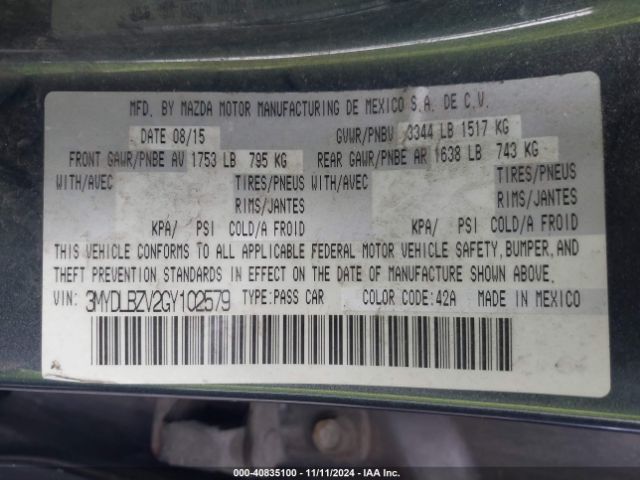 MFD. BY MAZDA MOTOR MANUFACTURING DE MEXICO S.A. DE C.V.
DATE 08/15 GVWR/PNBV 3344 LB 1517 KG
FRONT GAWR/PNBE AV 1753 LB 795 KG REAR GAWR/PNBE AR 1638 LB 743 KG
WITH/AVEC TIRES/PNEUS WITH/AVEC TIRES/PNEUS
RIMS/JANTES RIMS/JANTES
KPA/ PSI COLD/A FROID KPA/ PSI COLD/A FROID
THIS VEHICLE CONFORMS TO ALL APPLICABLE FEDERAL MOTOR VEHICLE SAFETY, BUMPER, AND
THEFT PREVENTION STANDARDS IN EFFECT ON THE DATE OF MANUFACTURE SHOWN ABOVE.
VIN: 3MYDLBZV2GY102579 TYPE:PASS CAR COLOR CODE:42A MADE IN MEXICO
000-40835100 - 11/11/2024 - IAA Inc.